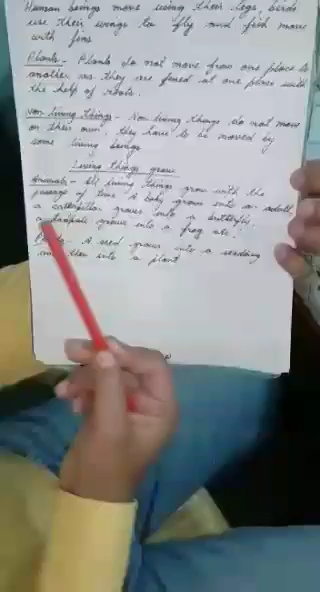 Human beings move using their legs, birds
use their wings to fly and fish move
with fins
Plants - Plants do not move from one place to
another as they are fixed at one place with
the help of roots.
Non living things - Non living things do not move
on their own. they have to be moved by
some living beings
Living things grow
Animals - All living things grow with the
passage of time. A baby grows into an adult,
a caterpillar grows into a butterfly,
grows into a frog etc.
Plants - A seed grows into a seedling
and then into a plant